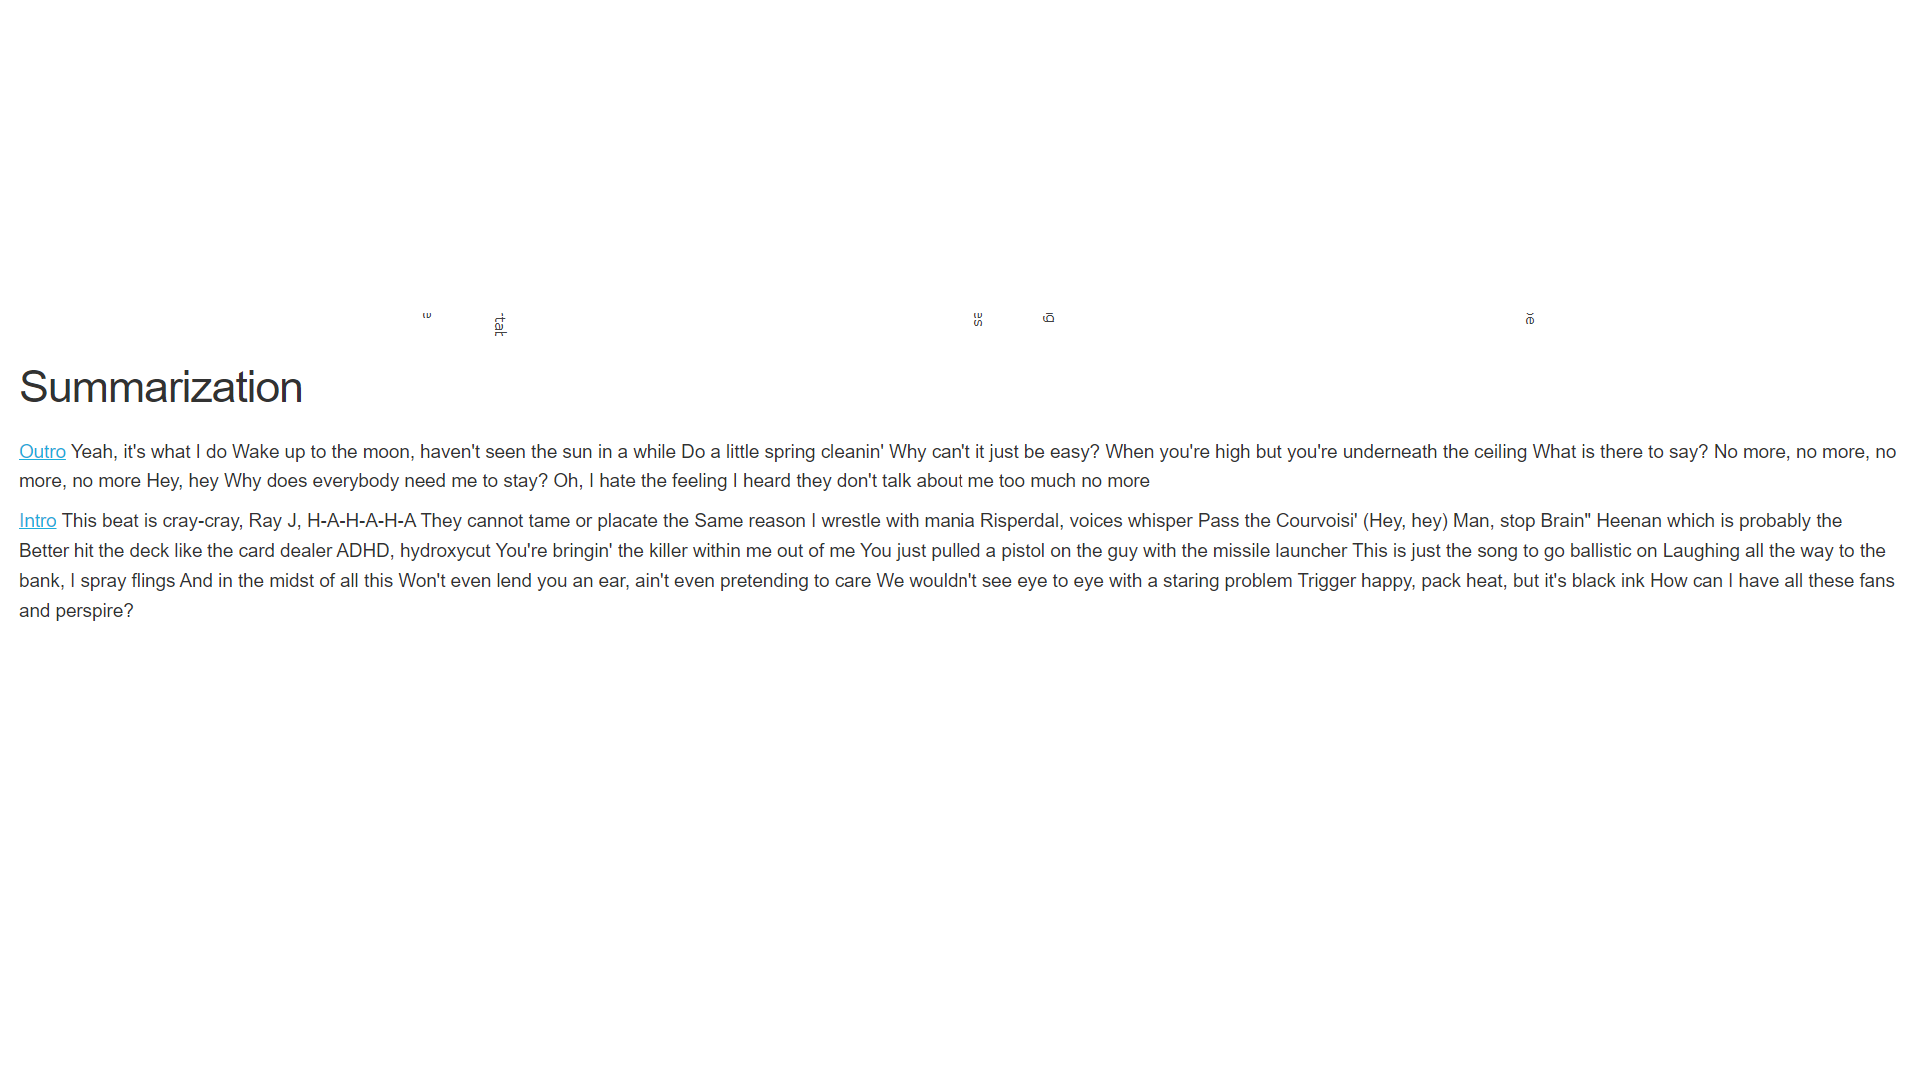 Summarization
Outro Yeah, it's what I do Wake up to the moon, haven't seen the sun in a while Do a little spring cleanin' Why can't it just be easy? When you're high but you're underneath the ceiling What is there to say? No more, no more, no
more, no more Hey, hey Why does everybody need me to stay? Oh, I hate the feeling I heard they don't talk about me too much no more
Intro This beat is cray-cray, Ray J, H-A-H-A-H-A They cannot tame or placate the Same reason I wrestle with mania Risperdal, voices whisper Pass the Courvoisi' (Hey, hey) Man, stop Brain" Heenan which is probably the
Better hit the deck like the card dealer ADHD, hydroxycut You're bringin' the killer within me out of me You just pulled a pistol on the guy with the missile launcher This is just the song to go ballistic on Laughing all the way to the
bank, I spray flings And in the midst of all this Won't even lend you an ear, ain't even pretending to care We wouldn't see eye to eye with a staring problem Trigger happy, pack heat, but it's black ink How can I have all these fans
and perspire?